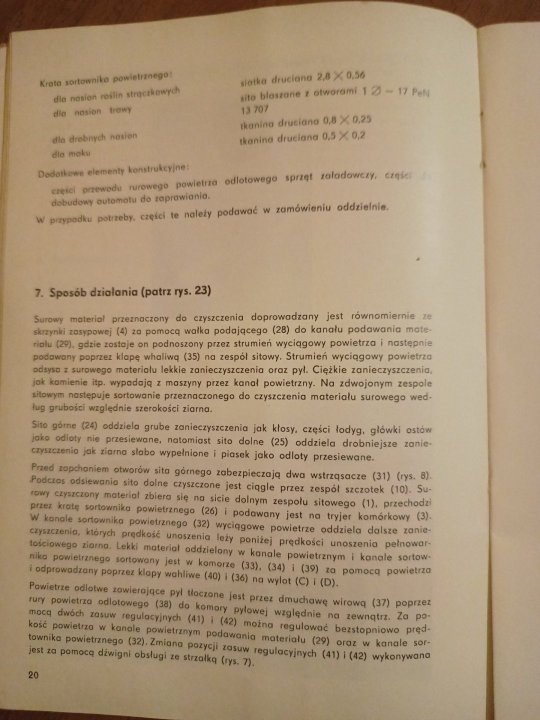 Krata sortownika powietrznego:
dla nasion roślin strączkowych siatka druciana 2,8 × 0,56
dla nasion trawy sito blaszane z otworami 1 ∅ — 17 PeN
13 707
dla drobnych nasion tkanina druciana 0,8 × 0,25
dla maku tkanina druciana 0,5 × 0,2
Dodatkowe elementy konstrukcyjne:
części przewodu rurowego powietrza odlotowego sprzęt załadowczy, części do
dobudowy automatu do zaprawiania.
W przypadku potrzeby, części te należy podawać w zamówieniu oddzielnie.
7. Sposób działania (patrz rys. 23)
Surowy materiał przeznaczony do czyszczenia doprowadzany jest równomiernie ze
skrzynki zasypowej (4) za pomocą wałka podającego (28) do kanału podawania mate-
riału (29), gdzie zostaje on podnoszony przez strumień wyciągowy powietrza i następnie
podawany poprzez klapę whaliwą (35) na zespół sitowy. Strumień wyciągowy powietrza
odsysa z surowego materiału lekkie zanieczyszczenia oraz pył. Ciężkie zanieczyszczenia,
jak kamienie itp. wypadają z maszyny przez kanał powietrzny. Na zdwojonym zespole
sitowym następuje sortowanie przeznaczonego do czyszczenia materiału surowego wed-
ług grubości względnie szerokości ziarna.
Sito górne (24) oddziela grube zanieczyszczenia jak kłosy, części łodyg, główki ostów
jako odloty nie przesiewane, natomiast sito dolne (25) oddziela drobniejsze zanie-
czyszczenia jak ziarna słabo wypełnione i piasek jako odloty przesiewane.
Przed zapchaniem otworów sita górnego zabezpieczają dwa wstrząsacze (31) (rys. 8).
Podczas odsiewania sito dolne czyszczone jest ciągle przez zespół szczotek (10). Su-
rowy czyszczony materiał zbiera się na sicie dolnym zespołu sitowego (1), przechodzi
przez kratę sortownika powietrznego (26) i podawany jest na tryjer komórkowy (3).
W kanale sortownika powietrznego (32) wyciągowe powietrze oddziela dalsze zanie-
czyszczenia, których prędkość unoszenia leży poniżej prędkości unoszenia pełnowar-
tościowego ziarna. Lekki materiał oddzielony w kanale powietrznym i kanale sortow-
nika powietrznego sortowany jest w komorze (33), (34) i (39) za pomocą powietrza
i odprowadzany poprzez klapy wahliwe (40) i (36) na wylot (C) i (D).
Powietrze odlotwe zawierające pył tłoczone jest przez dmuchawę wirową (37) poprzez
rury powietrza odlotowego (38) do komary pyłowej względnie na zewnątrz. Za po-
mocą dwóch zasuw regulacyjnych (41) i (42) można regulować bezstopniowo pręd-
kość powietrza w kanale powietrznym podawania materiału (29) oraz w kanale sor-
townika powietrznego (32). Zmiana pozycji zasuw regulacyjnych (41) i (42) wykonywana
jest za pomocą dźwigni obsługi ze strzałką (rys. 7).
20